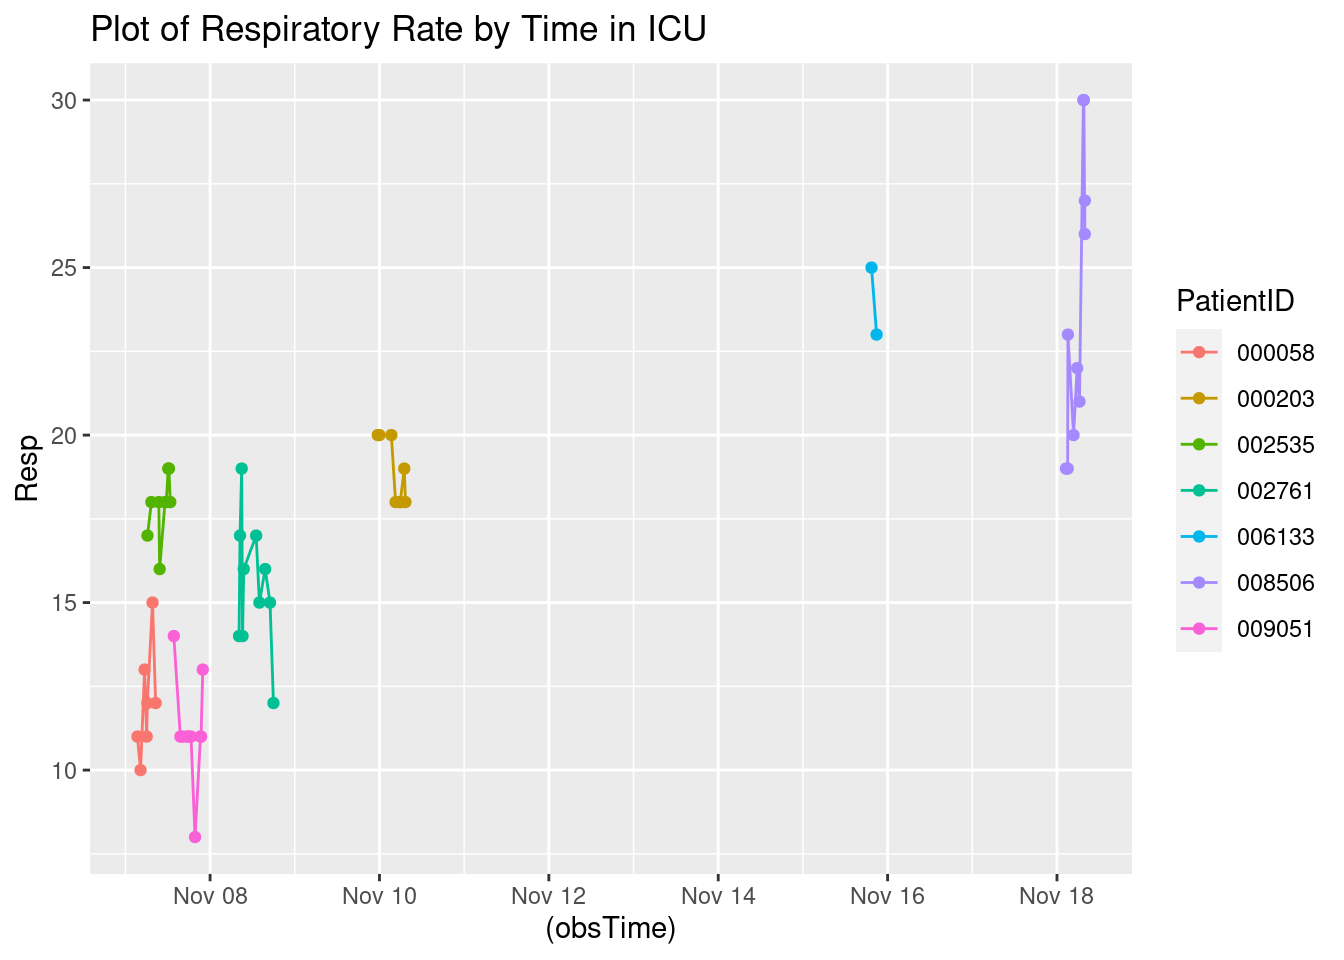 Plot of Respiratory Rate by Time in ICU
30
25
20
15
10
Resp
Nov 08
Nov 10
Nov 12
Nov 14
Nov 16
Nov 18
(obsTime)
PatientID
000058
000203
002535
002761
006133
008506
009051